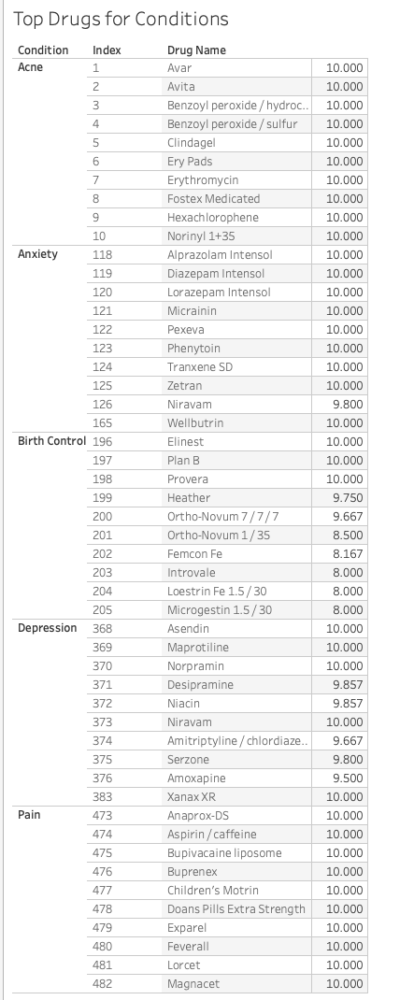 Top Drugs for Conditions
Condition Index Drug Name
Acne 1 Avar 10.000
2 Avita 10.000
3 Benzoyl peroxide / hydroc.. 10.000
4 Benzoyl peroxide / sulfur 10.000
5 Clindagel 10.000
6 Ery Pads 10.000
7 Erythromycin 10.000
8 Fostex Medicated 10.000
9 Hexachlorophene 10.000
10 Norinyl 1+35 10.000
Anxiety 118 Alprazolam Intensol 10.000
119 Diazepam Intensol 10.000
120 Lorazepam Intensol 10.000
121 Micrainin 10.000
122 Pexeva 10.000
123 Phenytoin 10.000
124 Tranxene SD 10.000
125 Zetran 10.000
126 Niravam 9.800
165 Wellbutrin 10.000
Birth Control 196 Elinest 10.000
197 Plan B 10.000
198 Provera 10.000
199 Heather 9.750
200 Ortho-Novum 7 / 7 / 7 9.667
201 Ortho-Novum 1 / 35 8.500
202 Femcon Fe 8.167
203 Introvale 8.000
204 Loestrin Fe 1.5 / 30 8.000
205 Microgestin 1.5 / 30 8.000
Depression 368 Asendin 10.000
369 Maprotiline 10.000
370 Norpramin 10.000
371 Desipramine 9.857
372 Niacin 9.857
373 Niravam 10.000
374 Amitriptyline / chlordiaze.. 9.667
375 Serzone 9.800
376 Amoxapine 9.500
383 Xanax XR 10.000
Pain 473 Anaprox-DS 10.000
474 Aspirin / caffeine 10.000
475 Bupivacaine liposome 10.000
476 Buprenex 10.000
477 Children's Motrin 10.000
478 Doans Pills Extra Strength 10.000
479 Exparel 10.000
480 Feverall 10.000
481 Lorcet 10.000
482 Magnacet 10.000